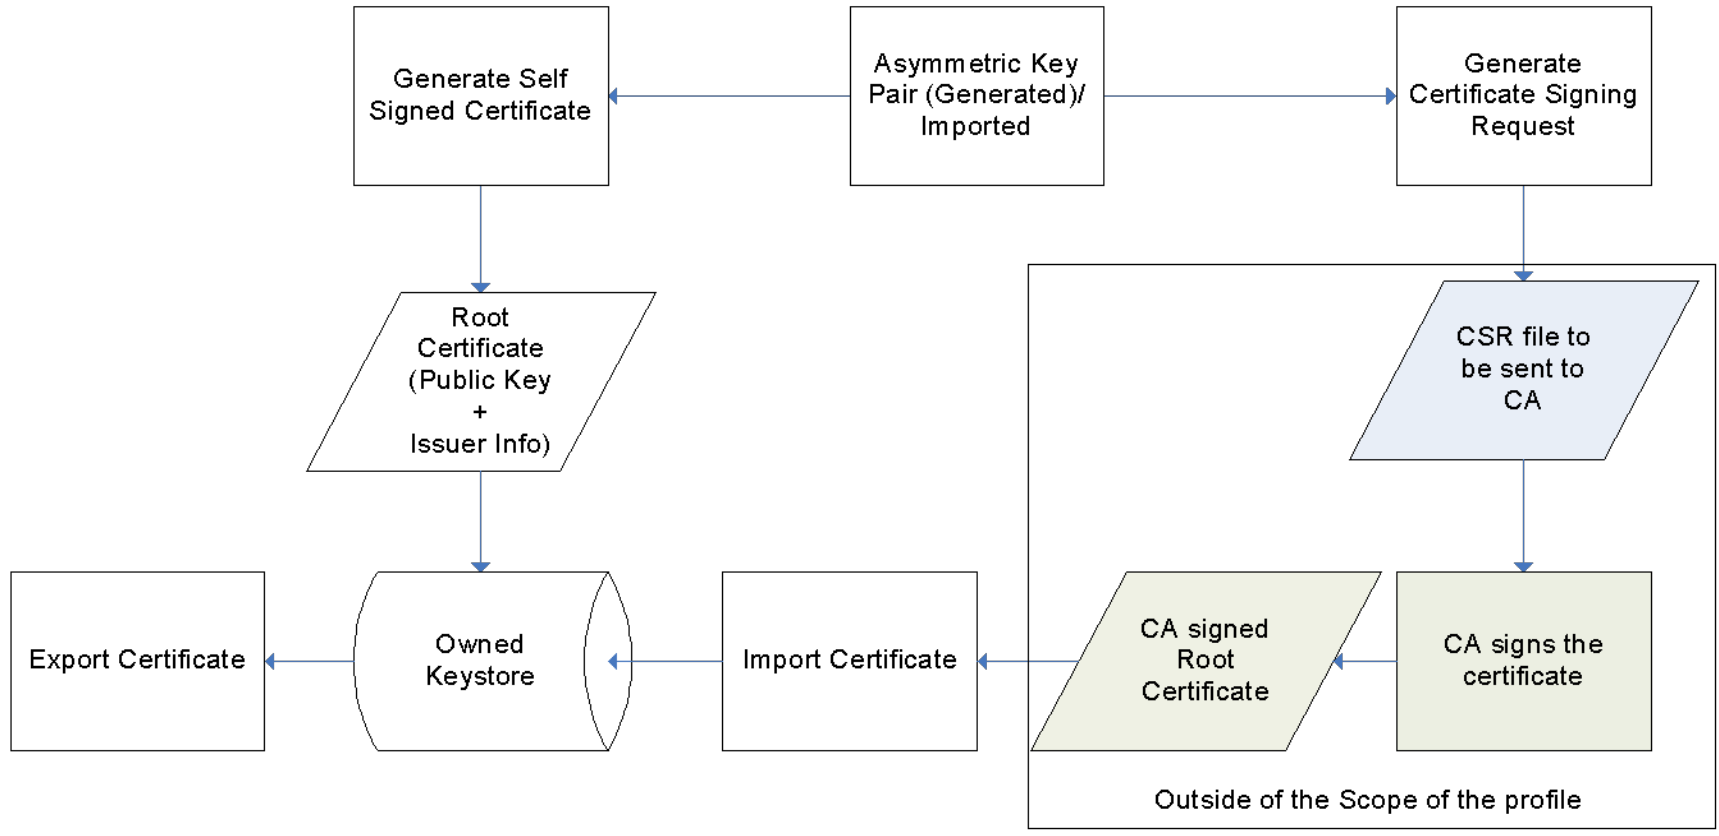 Generate Self
Signed Certificate
Asymmetric Key
Pair (Generated)/
Imported
Generate
Certificate Signing
Request
Root
Certificate
(Public Key
+
Issuer Info)
CSR file to
be sent to
CA
Export Certificate
Owned
Keystore
Import Certificate
CA signed
Root
Certificate
CA signs the
certificate
Outside of the Scope of the profile